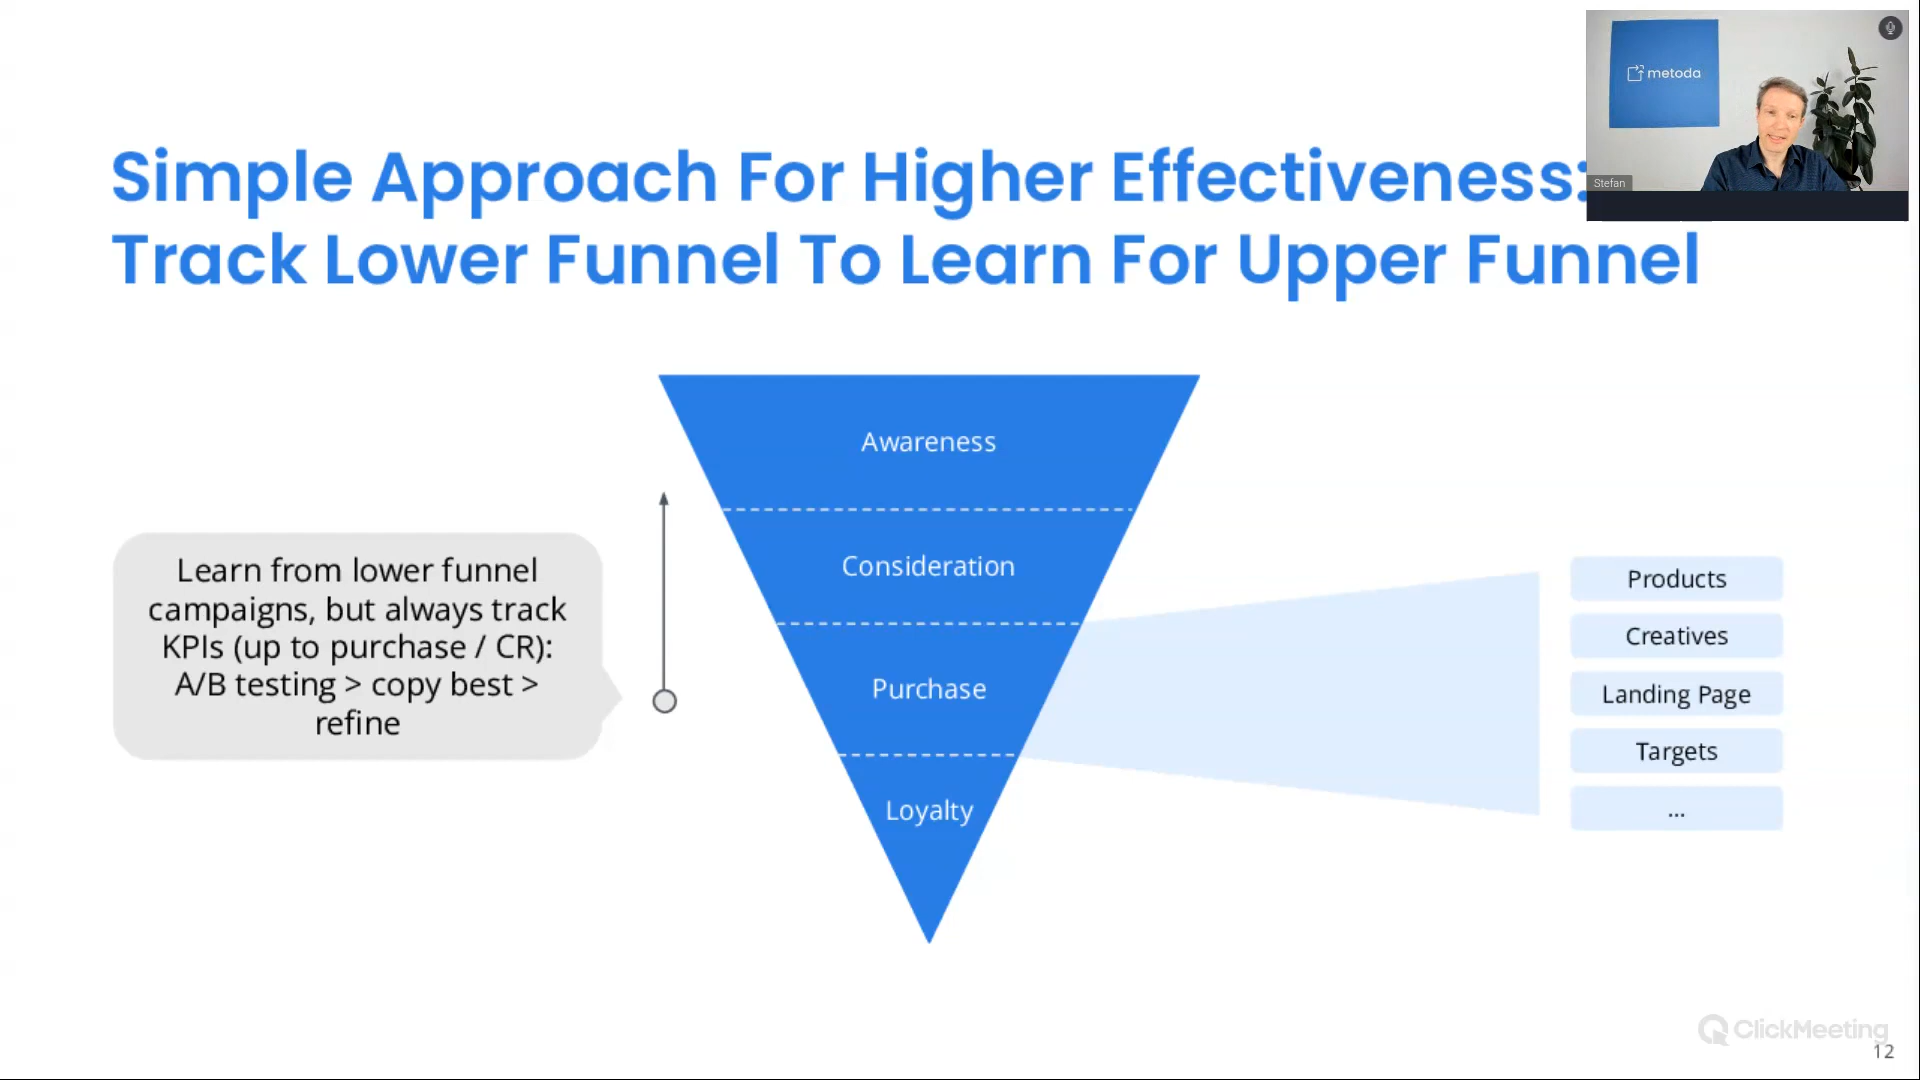 metoda
Stefan
Simple Approach For Higher Effectiveness:
Track Lower Funnel To Learn For Upper Funnel
Awareness
Consideration
Purchase
Loyalty
Learn from lower funnel
campaigns, but always track
KPIs (up to purchase / CR):
A/B testing > copy best >
refine
Products
Creatives
Landing Page
Targets
...
ClickMeeting
12